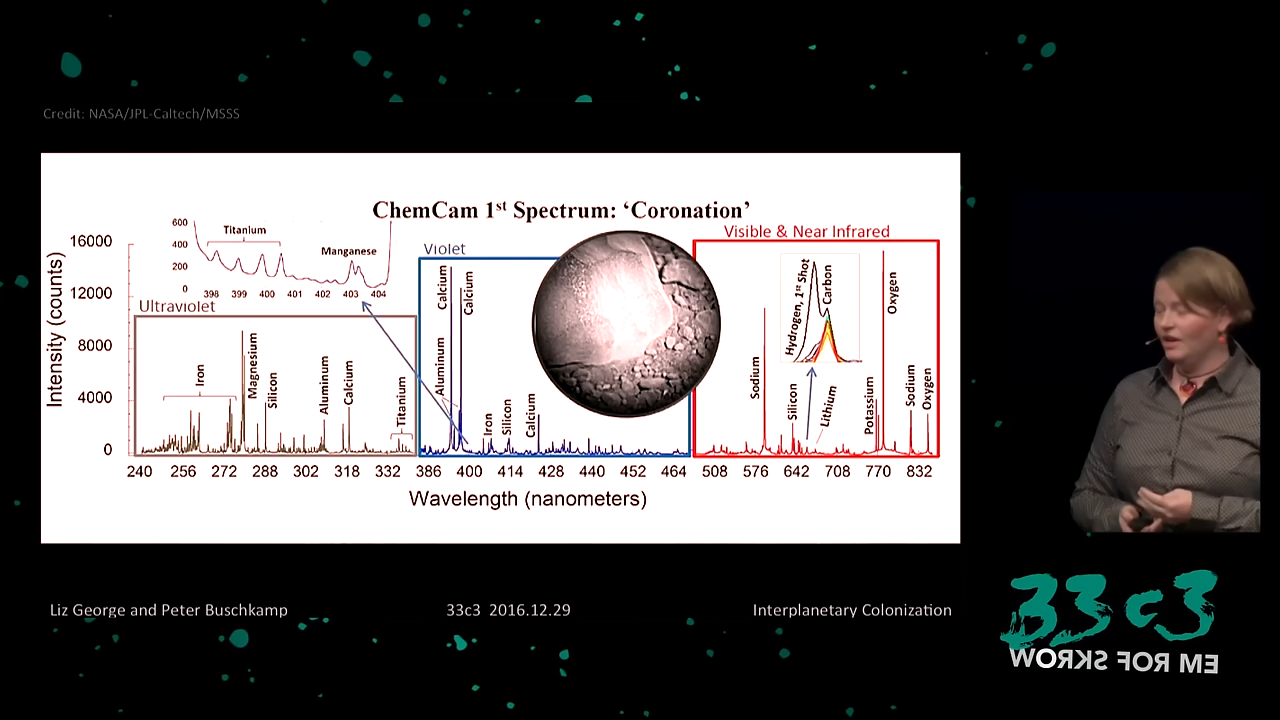 Credit: NASA/JPL-Caltech/MSSS
ChemCam 1st Spectrum: ‘Coronation’
600
400
200
0
Titanium
Manganese
398 399 400 401 402 403 404
Intensity (counts)
16000
12000
8000
4000
0
Ultraviolet
Iron
Magnesium
Silicon
Aluminum
Calcium
Titanium
Violet
Aluminum
Calcium
Calcium
Iron
Silicon
Calcium
Visible & Near Infrared
Sodium
Hydrogen, 1st Shot
Carbon
Silicon
Lithium
Potassium
Oxygen
Sodium
Oxygen
240 256 272 288 302 318 332 386 400 414 428 440 452 464 508 576 642 708 770 832
Wavelength (nanometers)
Liz George and Peter Buschkamp 33c3 2016.12.29 Interplanetary Colonization
33c3
WORKS FOR ME